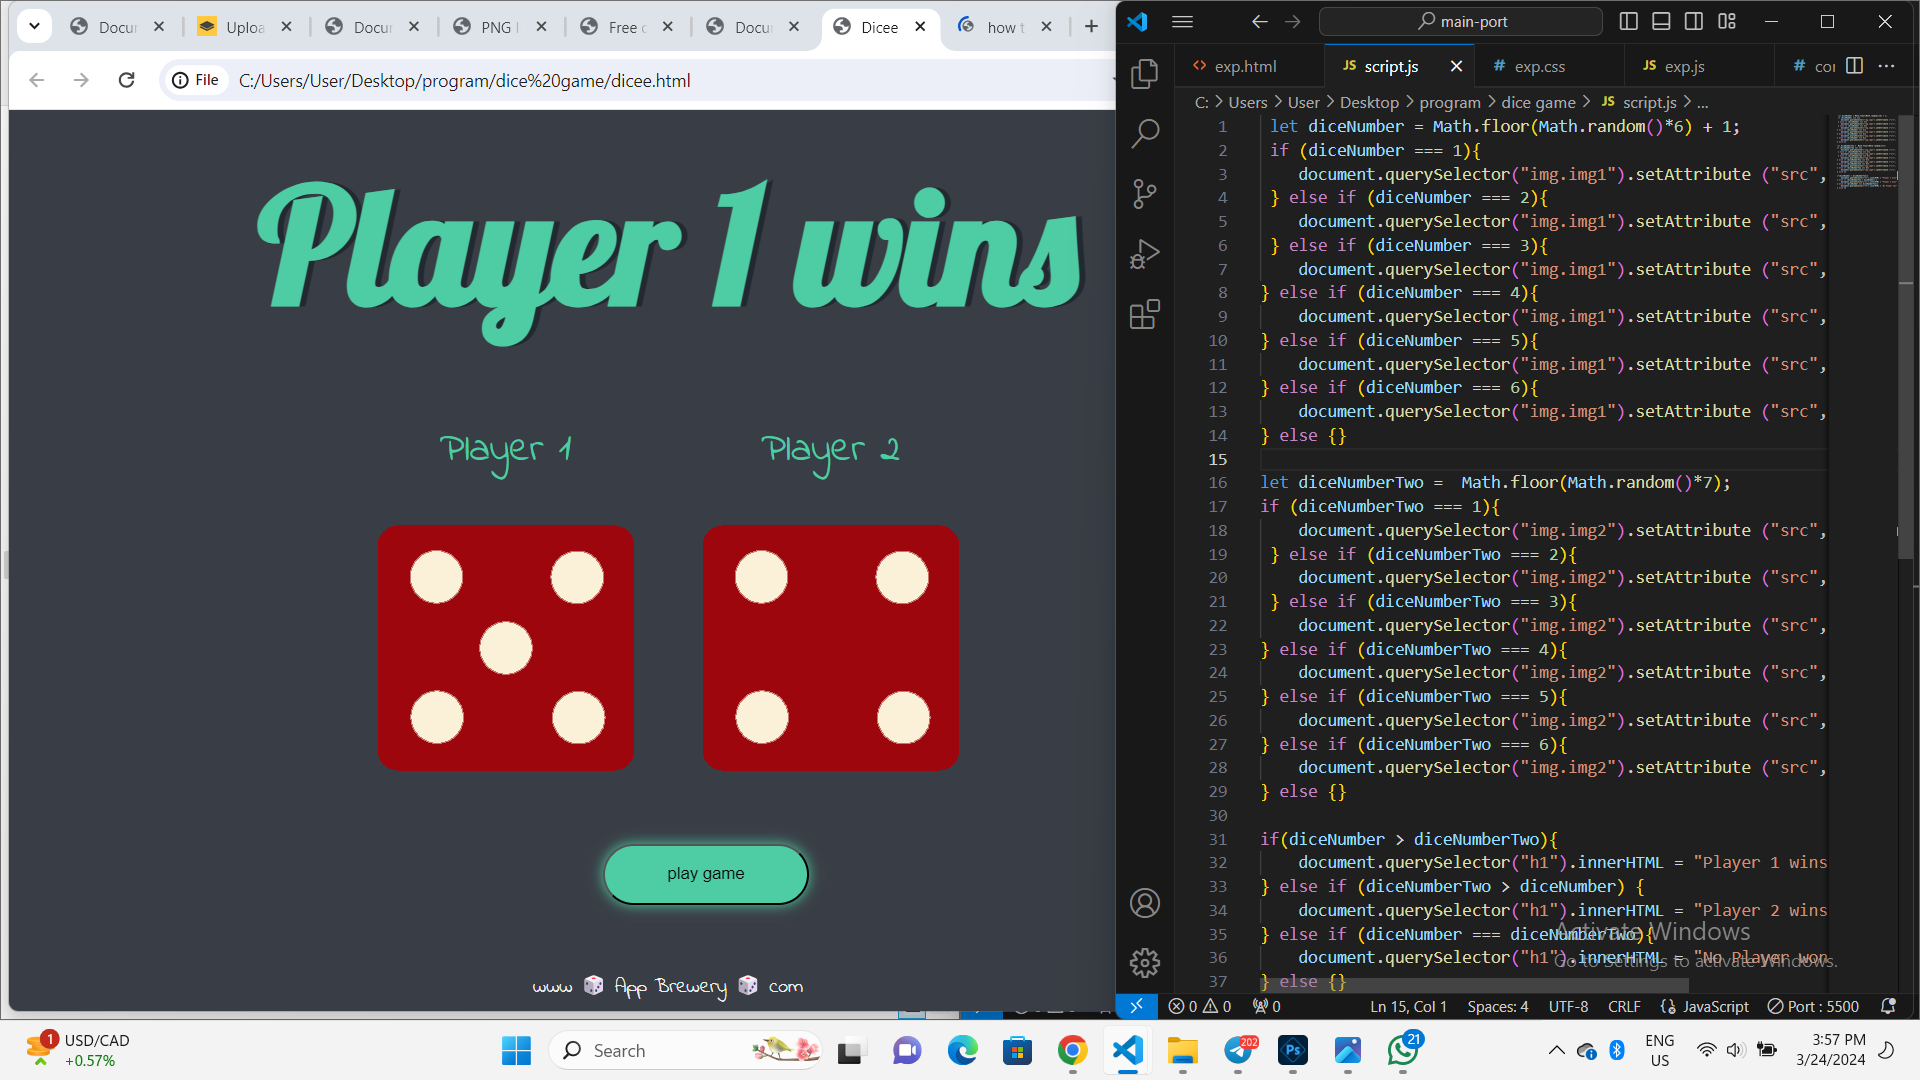 Docur
Uploa
Docur
PNG I
Free c
Docu
Dicee
how t
File
C:/Users/User/Desktop/program/dice%20game/dicee.html
Player 1 wins
Player 1
Player 2
play game
www App Brewery com
main-port
exp.html
JS script.js
# exp.css
JS exp.js
# cor
C: > Users > User > Desktop > program > dice game > JS script.js > ...
1 let diceNumber = Math.floor(Math.random()*6) + 1;
2 if (diceNumber === 1){
3 document.querySelector("img.img1").setAttribute ("src",
4 } else if (diceNumber === 2){
5 document.querySelector("img.img1").setAttribute ("src",
6 } else if (diceNumber === 3){
7 document.querySelector("img.img1").setAttribute ("src",
8 } else if (diceNumber === 4){
9 document.querySelector("img.img1").setAttribute ("src",
10 } else if (diceNumber === 5){
11 document.querySelector("img.img1").setAttribute ("src",
12 } else if (diceNumber === 6){
13 document.querySelector("img.img1").setAttribute ("src",
14 } else {}
15
16 let diceNumberTwo =  Math.floor(Math.random()*7);
17 if (diceNumberTwo === 1){
18 document.querySelector("img.img2").setAttribute ("src",
19 } else if (diceNumberTwo === 2){
20 document.querySelector("img.img2").setAttribute ("src",
21 } else if (diceNumberTwo === 3){
22 document.querySelector("img.img2").setAttribute ("src",
23 } else if (diceNumberTwo === 4){
24 document.querySelector("img.img2").setAttribute ("src",
25 } else if (diceNumberTwo === 5){
26 document.querySelector("img.img2").setAttribute ("src",
27 } else if (diceNumberTwo === 6){
28 document.querySelector("img.img2").setAttribute ("src",
29 } else {}
30
31 if(diceNumber > diceNumberTwo){
32 document.querySelector("h1").innerHTML = "Player 1 wins
33 } else if (diceNumberTwo > diceNumber) {
34 document.querySelector("h1").innerHTML = "Player 2 wins
35 } else if (diceNumber === diceNumberTwo){
36 document.querySelector("h1").innerHTML = "No Player won
37 } else {}
Activate Windows
Go to Settings to activate Windows.
0 0 0
Ln 15, Col 1
Spaces: 4
UTF-8
CRLF
JavaScript
Port : 5500
1
USD/CAD
+0.57%
Search
202
Ps
21
ENG
US
3:57 PM
3/24/2024